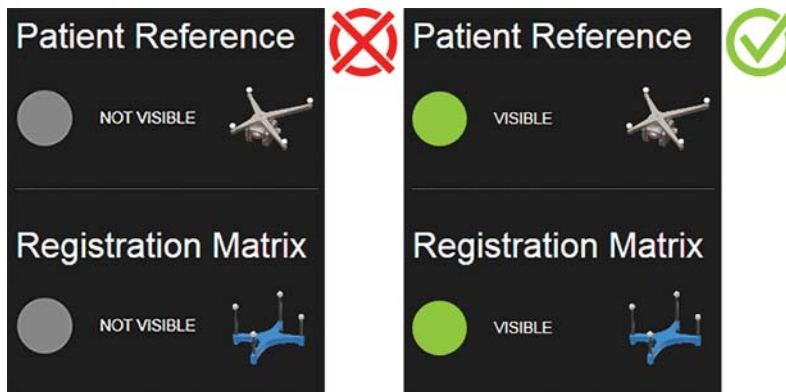 Patient Reference
NOT VISIBLE
Registration Matrix
NOT VISIBLE
Patient Reference
VISIBLE
Registration Matrix
VISIBLE